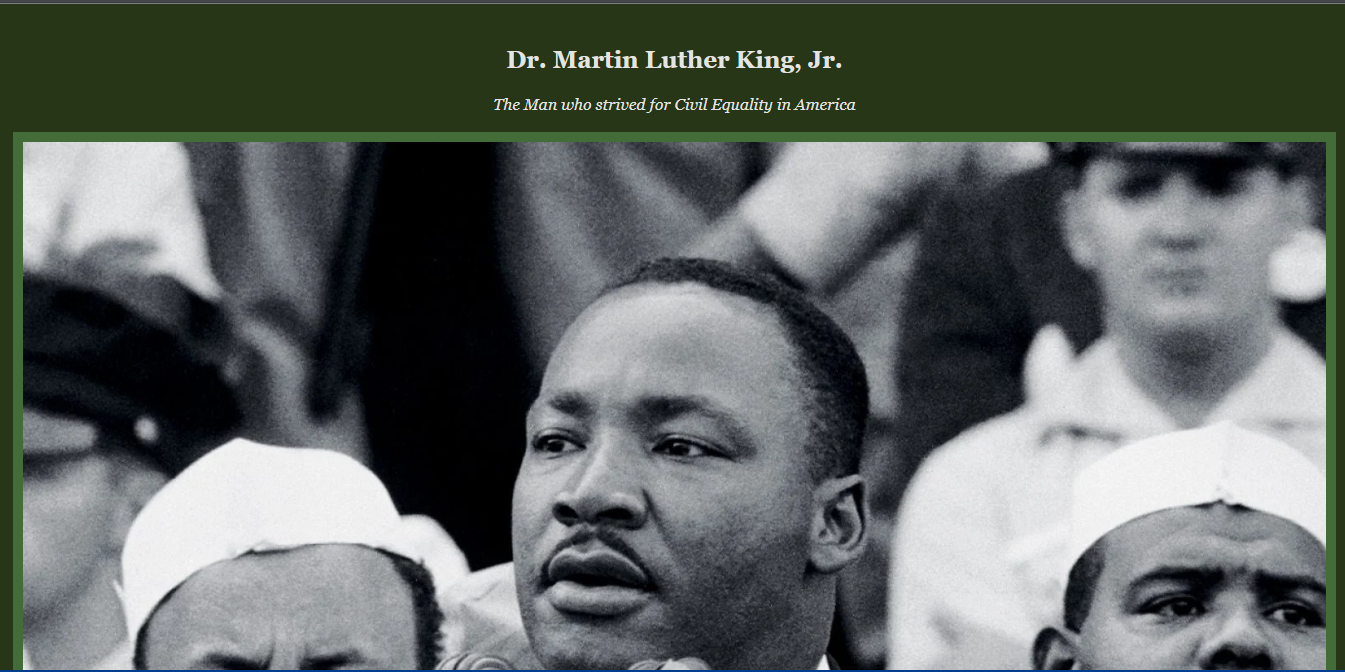 Dr. Martin Luther King, Jr.
The Man who strived for Civil Equality in America